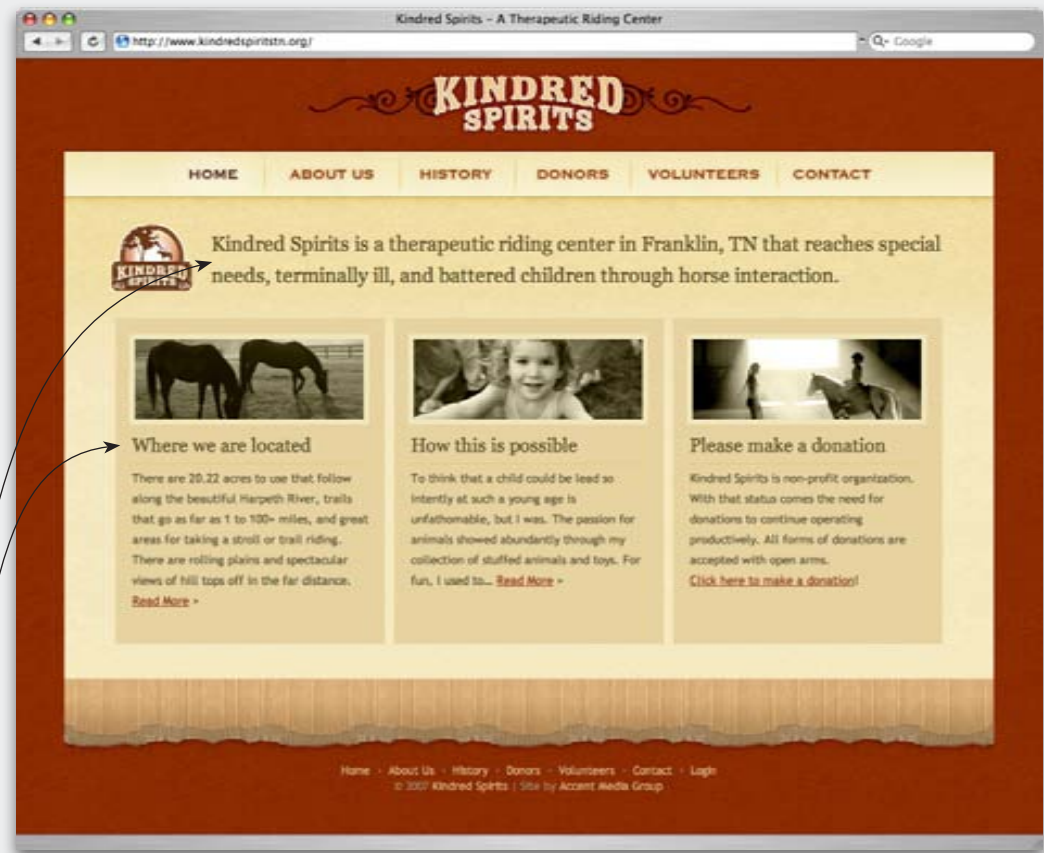 Kindred Spirits – A Therapeutic Riding Center
http://www.kindredspiritstn.org/
Google
KINDRED
SPIRITS
HOME ABOUT US HISTORY DONORS VOLUNTEERS CONTACT
KINDRED
SPIRITS
Kindred Spirits is a therapeutic riding center in Franklin, TN that reaches special
needs, terminally ill, and battered children through horse interaction.
Where we are located
There are 20.22 acres to use that follow
along the beautiful Harpeth River, trails
that go as far as 1 to 100+ miles, and great
areas for taking a stroll or trail riding.
There are rolling plains and spectacular
views of hill tops off in the far distance.
Read More »
How this is possible
To think that a child could be lead so
intently at such a young age is
unfathomable, but I was. The passion for
animals showed abundantly through my
collection of stuffed animals and toys. For
fun, I used to... Read More »
Please make a donation
Kindred Spirits is non-profit organization.
With that status comes the need for
donations to continue operating
productively. All forms of donations are
accepted with open arms.
Click here to make a donation!
Home · About Us · History · Donors · Volunteers · Contact · Login
© 2007 Kindred Spirits | Site by Accent Media Group